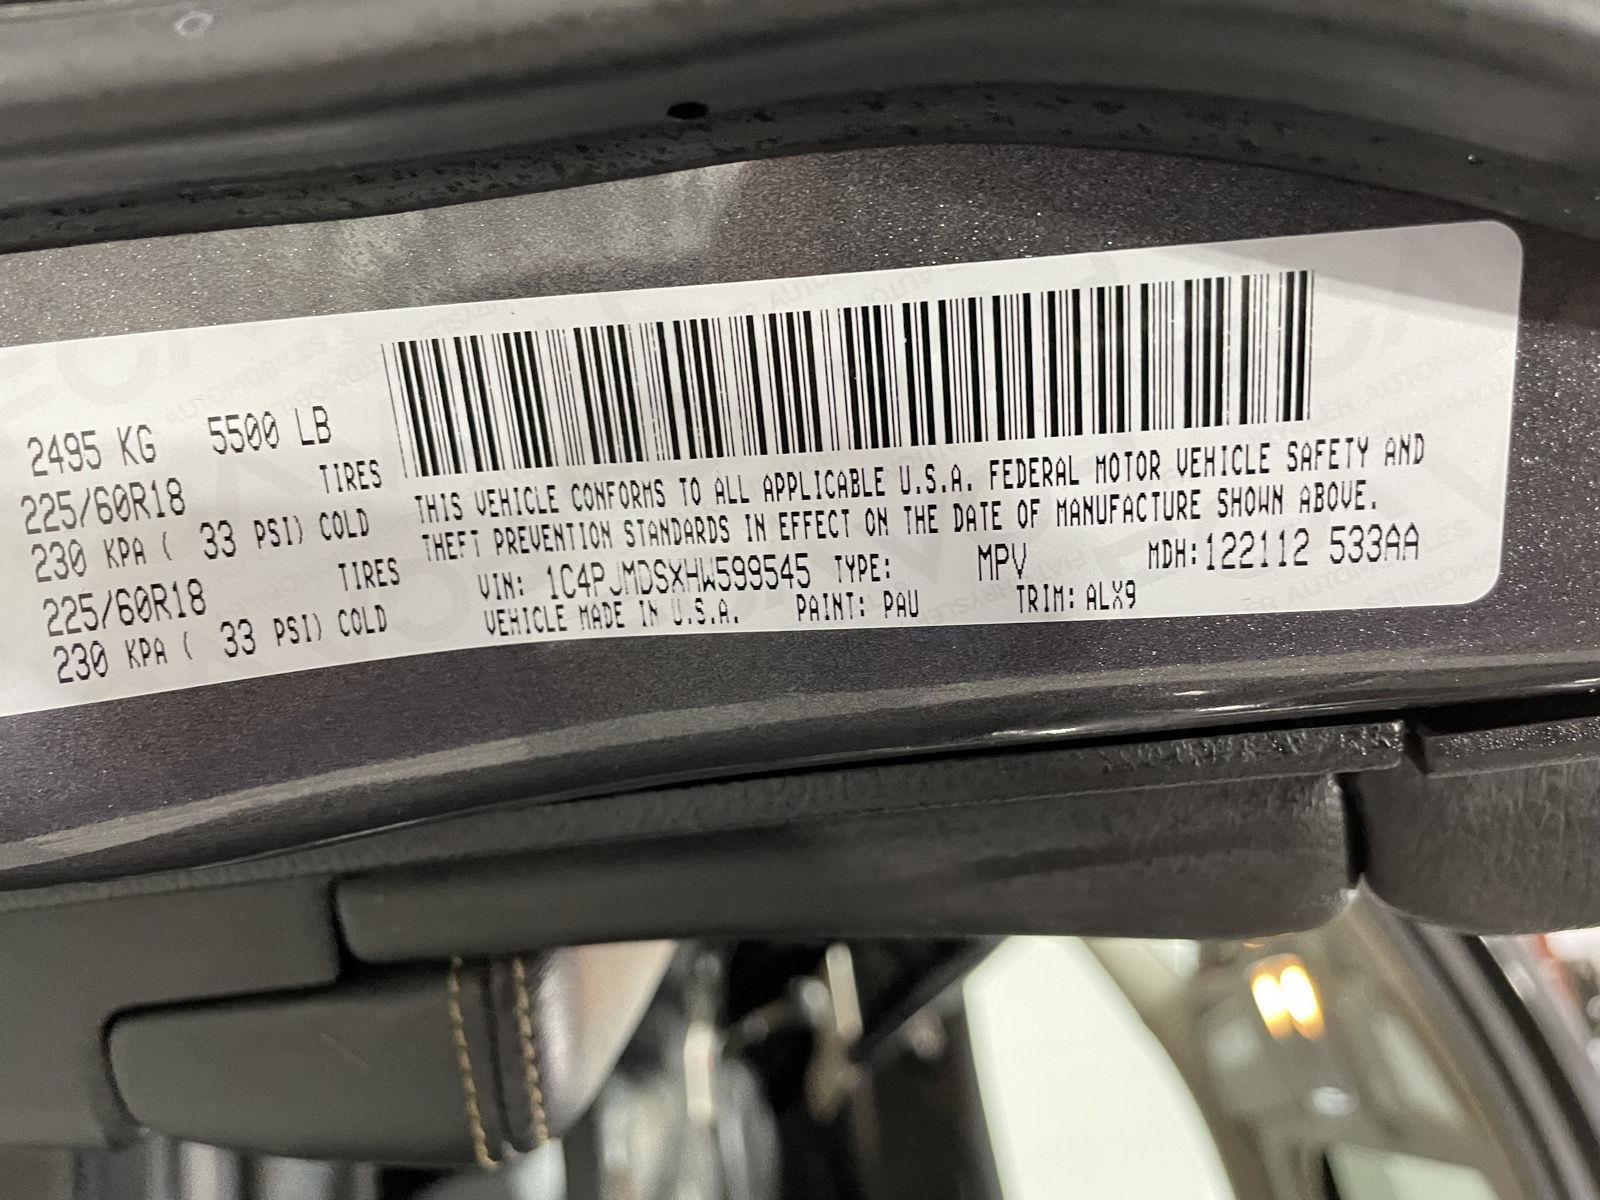 2495 KG 5500 LB
225/60R18 TIRES
230 KPA ( 33 PSI) COLD
225/60R18 TIRES
230 KPA ( 33 PSI) COLD
THIS VEHICLE CONFORMS TO ALL APPLICABLE U.S.A. FEDERAL MOTOR VEHICLE SAFETY AND
THEFT PREVENTION STANDARDS IN EFFECT ON THE DATE OF MANUFACTURE SHOWN ABOVE.
VIN: 1C4PJMDSXHW599545 TYPE: MPV MDH:122112 533AA
VEHICLE MADE IN U.S.A. PAINT: PAU TRIM: ALX9